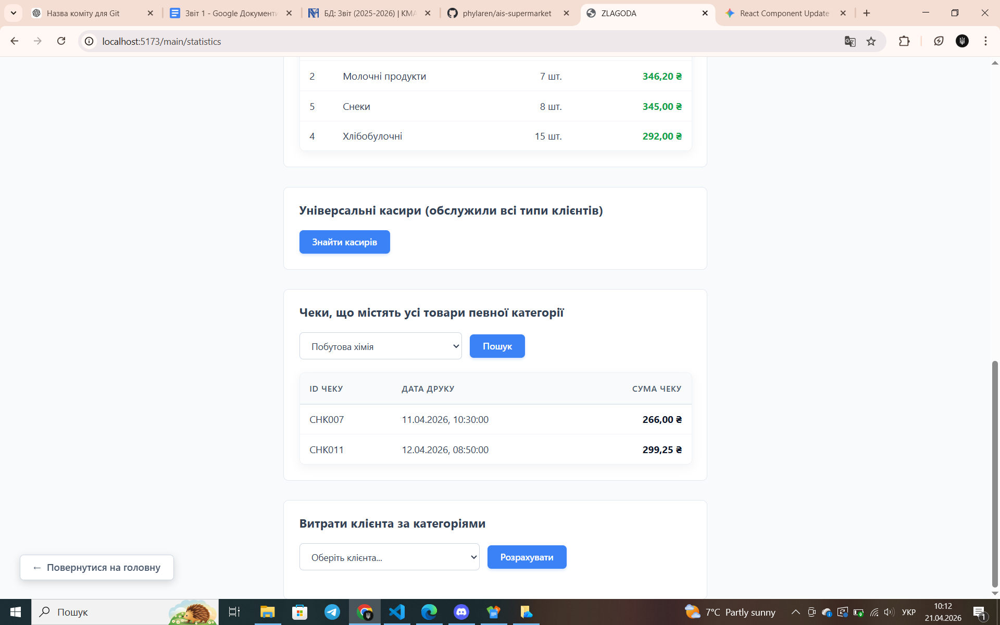 Назва коміту для Git
Звіт 1 - Google Документи
БД: Звіт (2025-2026) | КМА
phylaren/ais-supermarket
ZLAGODA
React Component Update
localhost:5173/main/statistics
2 Молочні продукти 7 шт. 346,20 ₴
5 Снеки 8 шт. 345,00 ₴
4 Хлібобулочні 15 шт. 292,00 ₴
Універсальні касири (обслужили всі типи клієнтів)
Знайти касирів
Чеки, що містять усі товари певної категорії
Побутова хімія
Пошук
ID ЧЕКУ ДАТА ДРУКУ СУМА ЧЕКУ
CHK007 11.04.2026, 10:30:00 266,00 ₴
CHK011 12.04.2026, 08:50:00 299,25 ₴
Витрати клієнта за категоріями
Оберіть клієнта...
Розрахувати
← Повернутися на головну
Пошук
7°C Partly sunny
УКР
10:12
21.04.2026
1